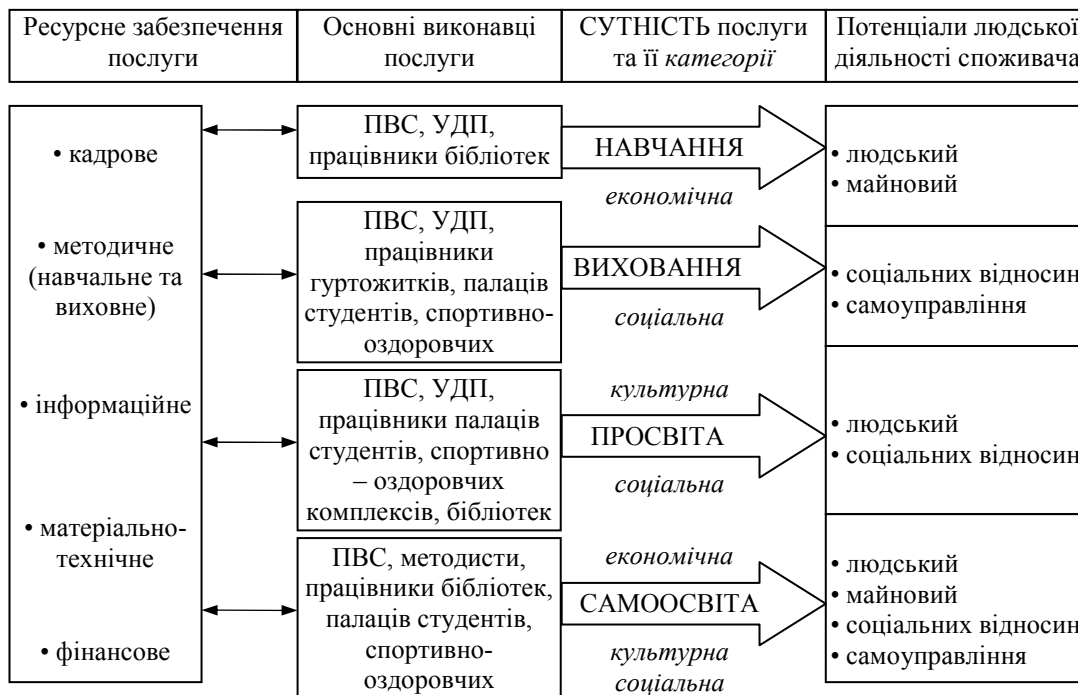 Ресурсне забезпечення
послуги
Основні виконавці
послуги
СУТНІСТЬ послуги
та її категорії
Потенціали людської
діяльності споживача
• кадрове
• методичне
(навчальне та
виховне)
• інформаційне
• матеріально-
технічне
• фінансове
ПВС, УДП,
працівники бібліотек
НАВЧАННЯ
економічна
• людський
• майновий
ПВС, УДП,
працівники
гуртожитків, палаців
студентів, спортивно-
оздоровчих
ВИХОВАННЯ
соціальна
• соціальних відносин
• самоуправління
ПВС, УДП,
працівники палаців
студентів, спортивно
– оздоровчих
комплексів, бібліотек
культурна
ПРОСВІТА
соціальна
• людський
• соціальних відносин
ПВС, методисти,
працівники бібліотек,
палаців студентів,
спортивно-
оздоровчих
економічна
САМООСВІТА
культурна
соціальна
• людський
• майновий
• соціальних відносин
• самоуправління